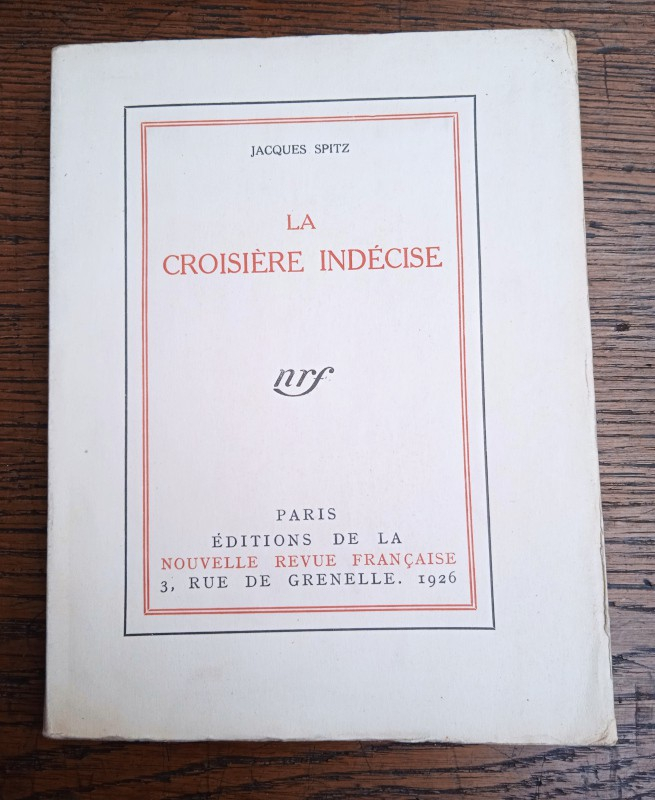 JACQUES SPITZ
LA
CROISIÈRE INDÉCISE
nrf
PARIS
ÉDITIONS DE LA
NOUVELLE REVUE FRANÇAISE
3, RUE DE GRENELLE. 1926